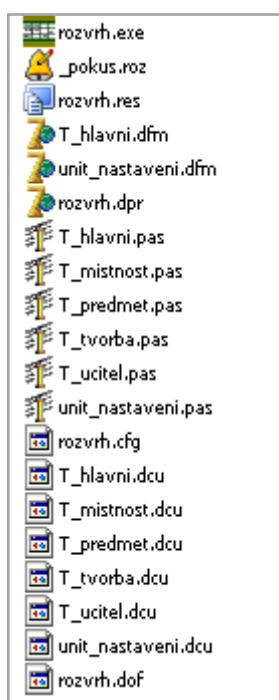 rozvrh.exe
_pokus.roz
rozvrh.res
T_hlavni.dfm
unit_nastaveni.dfm
rozvrh.dpr
T_hlavni.pas
T_mistnost.pas
T_predmet.pas
T_tvorba.pas
T_ucitel.pas
unit_nastaveni.pas
rozvrh.cfg
T_hlavni.dcu
T_mistnost.dcu
T_predmet.dcu
T_tvorba.dcu
T_ucitel.dcu
unit_nastaveni.dcu
rozvrh.dof